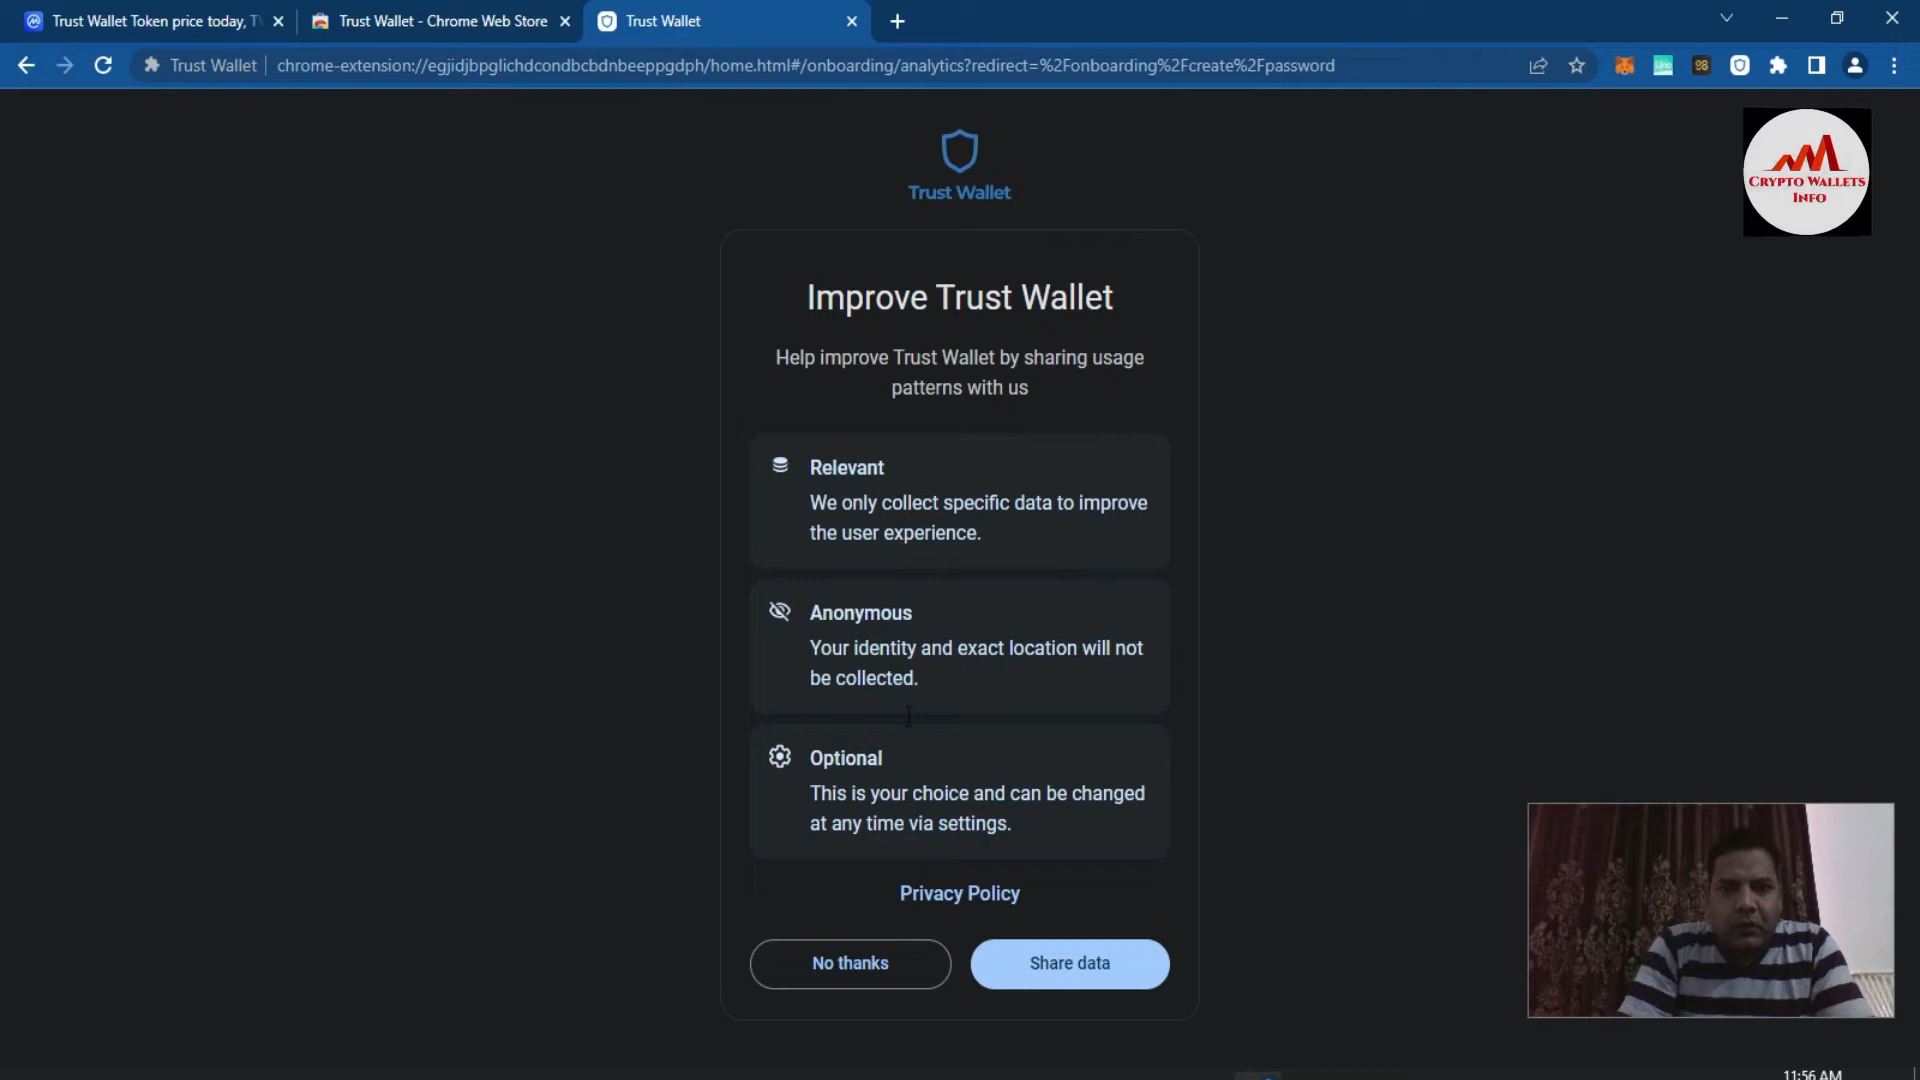 Trust Wallet Token price today, T
Trust Wallet - Chrome Web Store
Trust Wallet
Trust Wallet
chrome-extension://egjidjbpglichdcondbcbdnbeeppgdph/home.html#/onboarding/analytics?redirect=%2Fonboarding%2Fcreate%2Fpassword
98
CRYPTO WALLETS
INFO
Trust Wallet
Improve Trust Wallet
Help improve Trust Wallet by sharing usage
patterns with us
Relevant
We only collect specific data to improve
the user experience.
Anonymous
Your identity and exact location will not
be collected.
Optional
This is your choice and can be changed
at any time via settings.
Privacy Policy
No thanks
Share data
11:56 AM